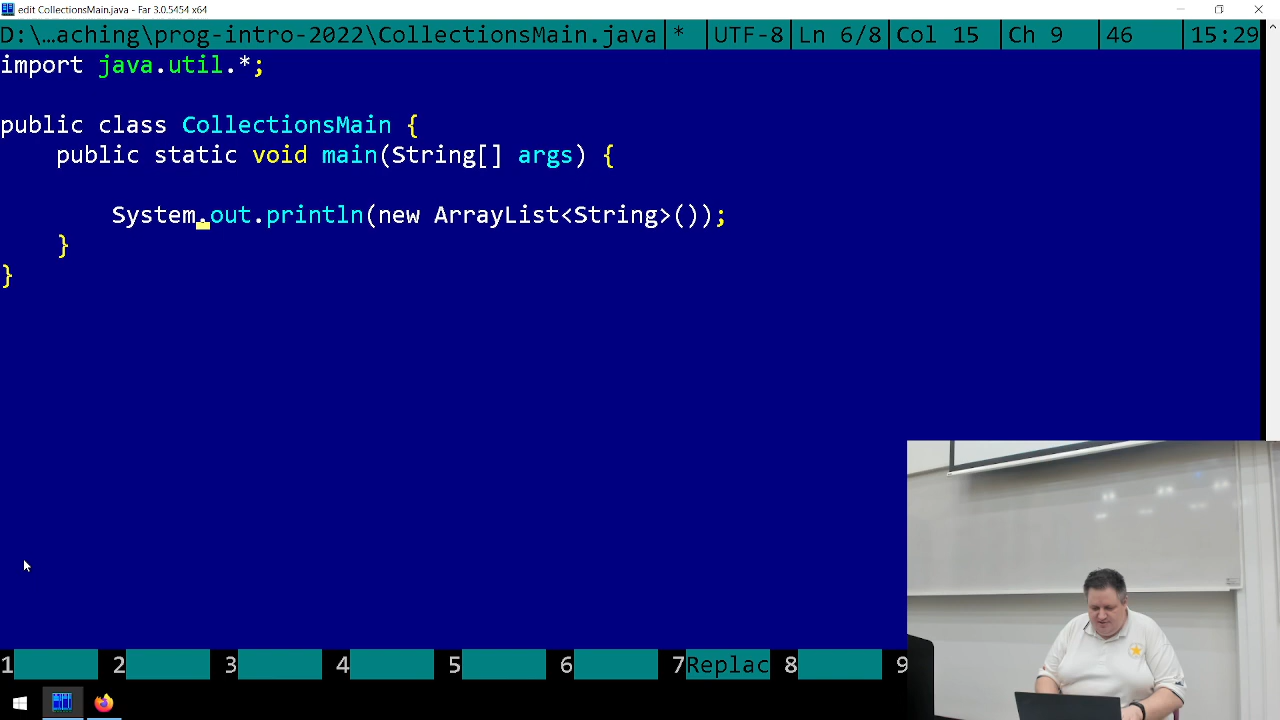 edit CollectionsMain.java - Far 3.0.5454 x64
D:\…aching\prog-intro-2022\CollectionsMain.java * UTF-8 Ln 6/8 Col 15 Ch 9 46 15:29
import java.util.*;
public class CollectionsMain {
public static void main(String[] args) {
System.out.println(new ArrayList<String>());
}
}
1 2 3 4 5 6 7Replac 8 9